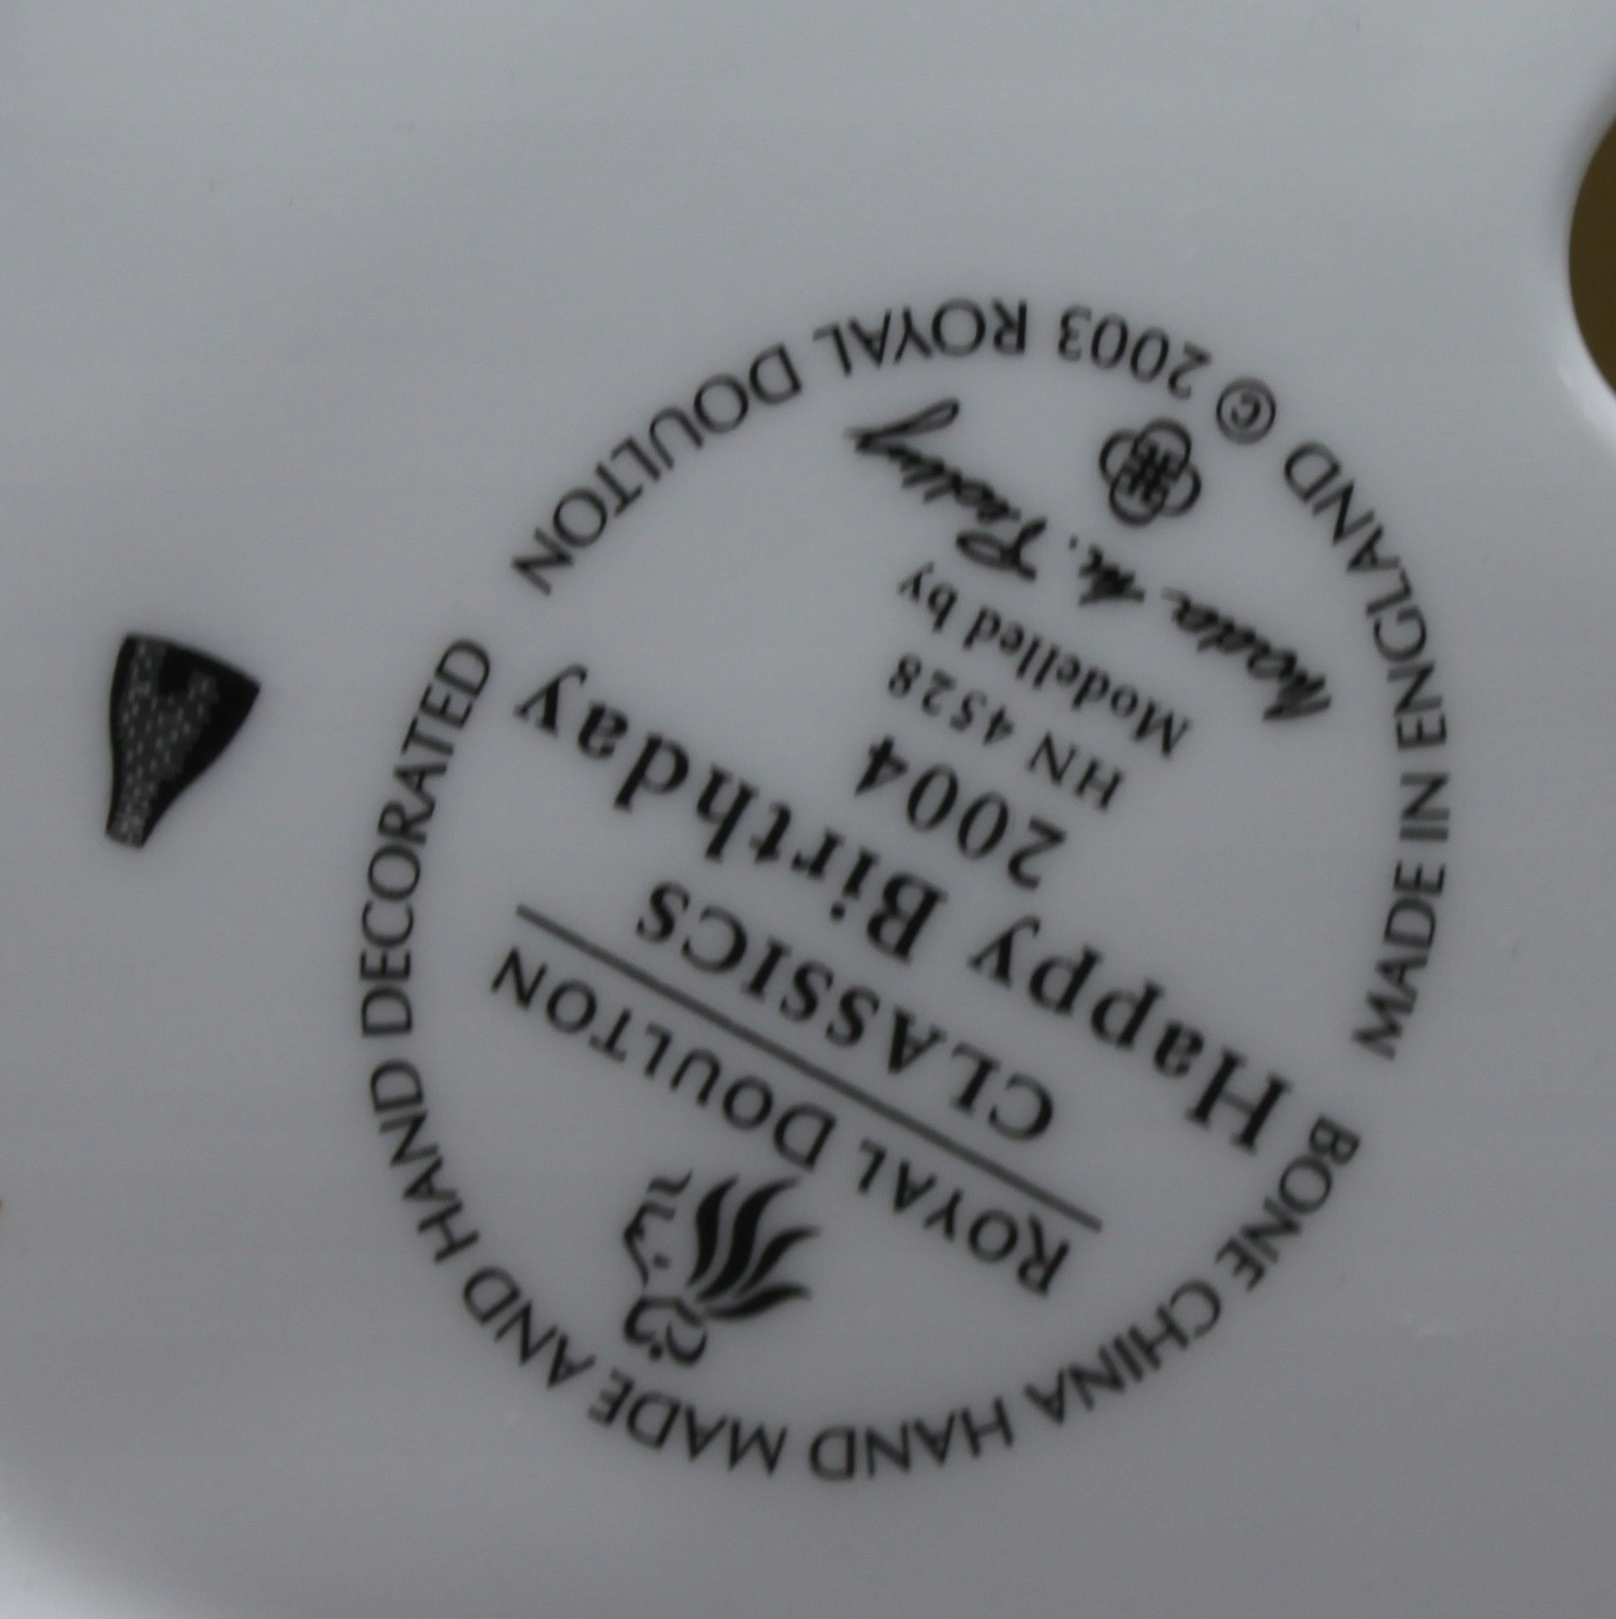 BONE CHINA HAND MADE AND HAND DECORATED
ROYAL DOULTON
CLASSICS
Happy Birthday
2004
HN 4528
Modelled by
MADE IN ENGLAND © 2003 ROYAL DOULTON